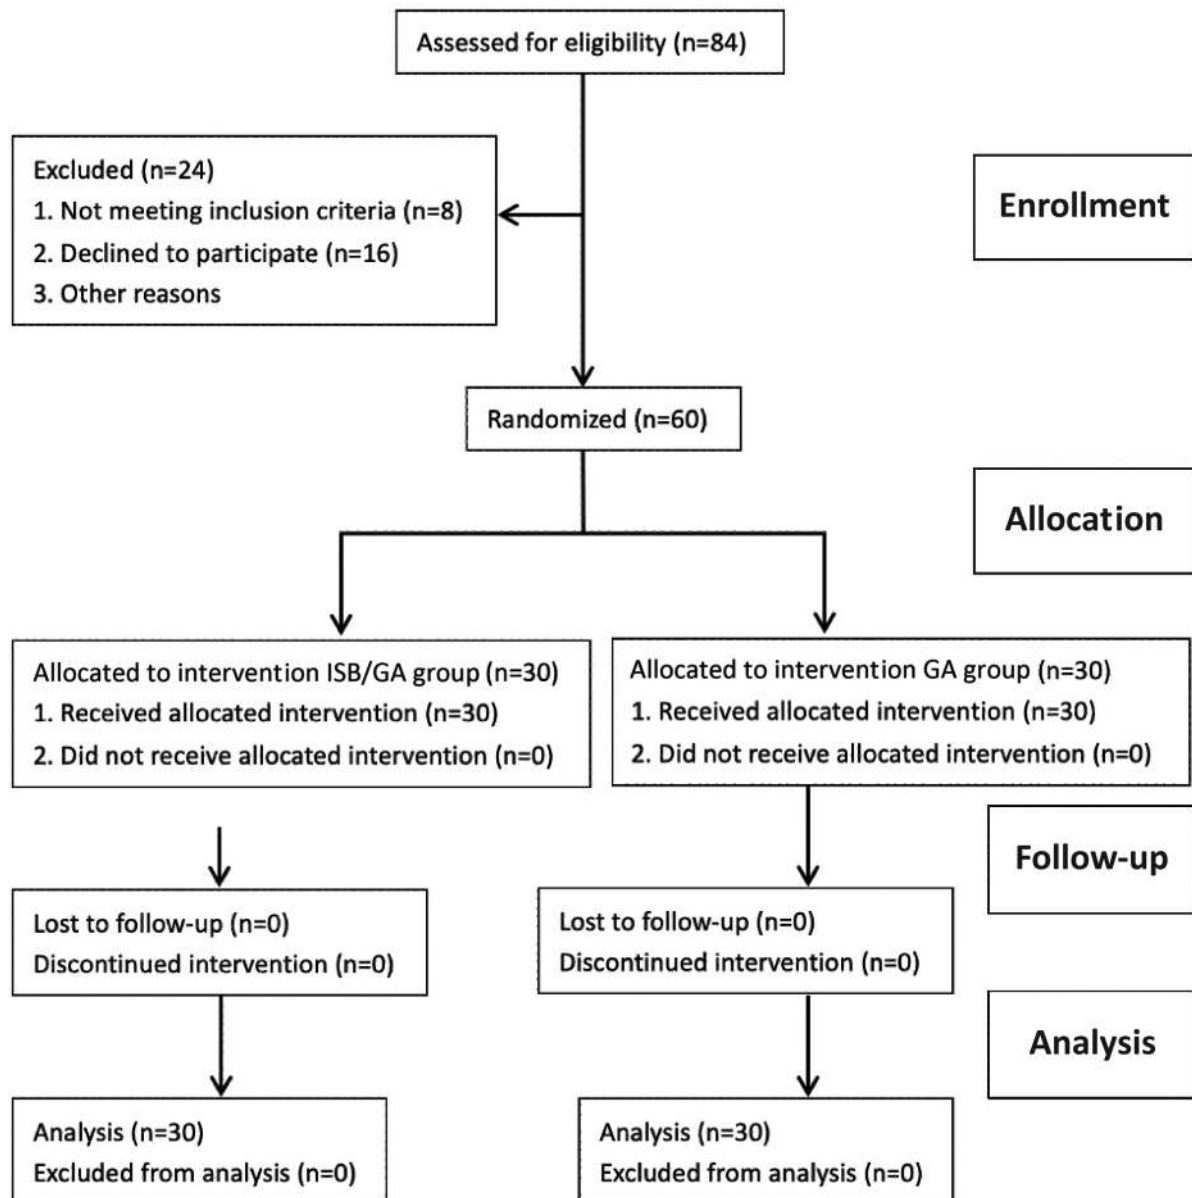 Assessed for eligibility (n=84)
Excluded (n=24)
1. Not meeting inclusion criteria (n=8)
2. Declined to participate (n=16)
3. Other reasons
Enrollment
Randomized (n=60)
Allocation
Allocated to intervention ISB/GA group (n=30)
1. Received allocated intervention (n=30)
2. Did not receive allocated intervention (n=0)
Allocated to intervention GA group (n=30)
1. Received allocated intervention (n=30)
2. Did not receive allocated intervention (n=0)
Follow-up
Lost to follow-up (n=0)
Discontinued intervention (n=0)
Lost to follow-up (n=0)
Discontinued intervention (n=0)
Analysis
Analysis (n=30)
Excluded from analysis (n=0)
Analysis (n=30)
Excluded from analysis (n=0)